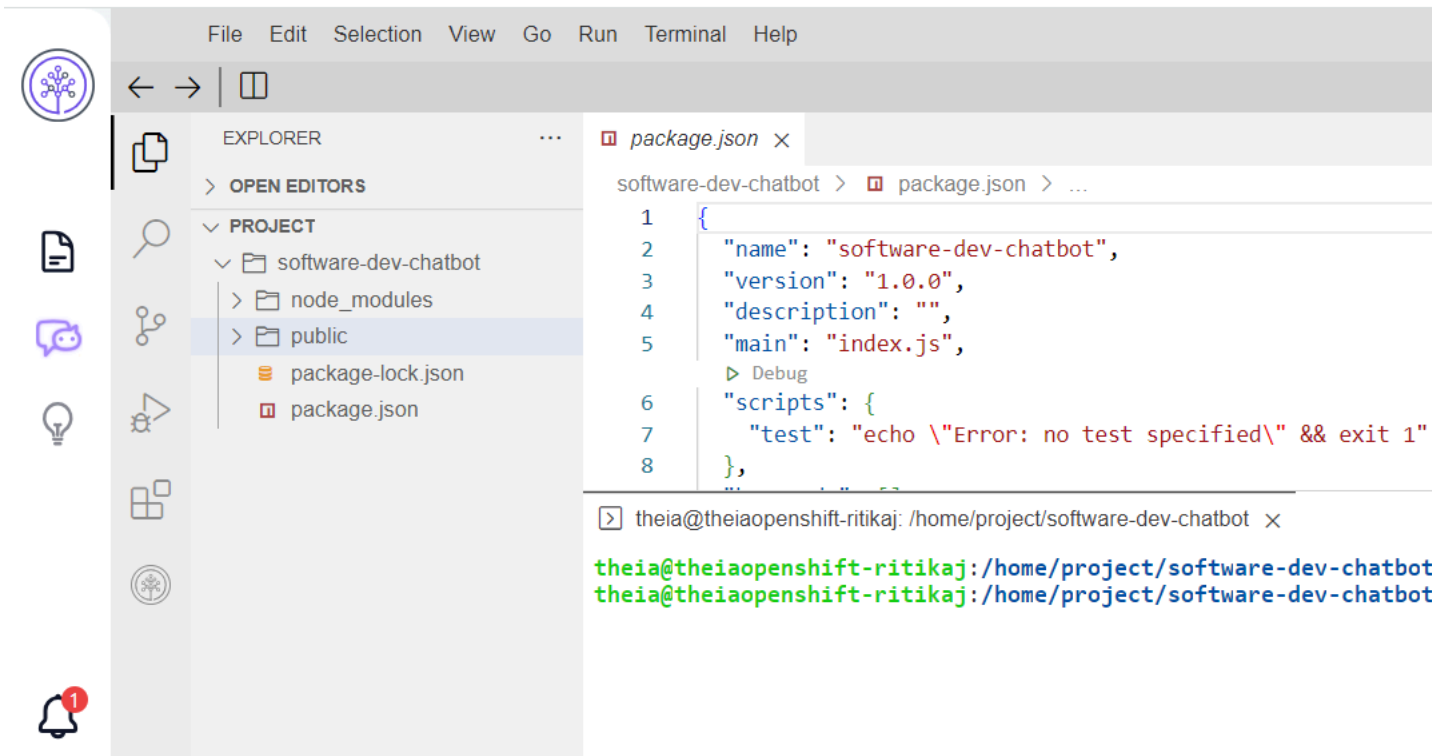 File Edit Selection View Go Run Terminal Help
EXPLORER
OPEN EDITORS
PROJECT
software-dev-chatbot
node_modules
public
package-lock.json
package.json
package.json
software-dev-chatbot > package.json > ...
1 {
2 "name": "software-dev-chatbot",
3 "version": "1.0.0",
4 "description": "",
5 "main": "index.js",
Debug
6 "scripts": {
7 "test": "echo \"Error: no test specified\" && exit 1"
8 },
theia@theiaopenshift-ritikaj: /home/project/software-dev-chatbot
theia@theiaopenshift-ritikaj:/home/project/software-dev-chatbot
theia@theiaopenshift-ritikaj:/home/project/software-dev-chatbot
1